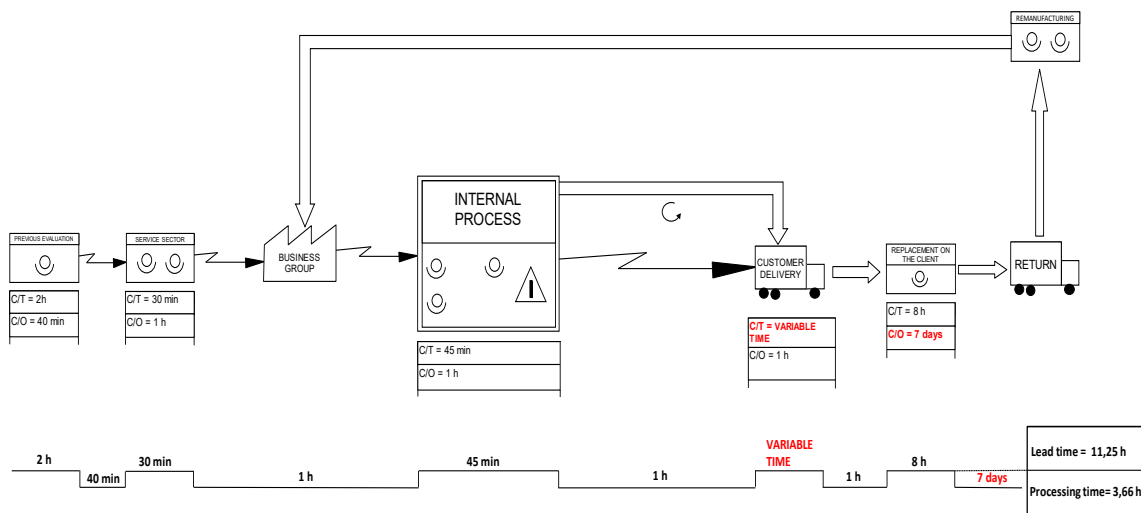 REMANUFACTURING
INTERNAL
PROCESS
PREVIOUS EVALUATION
SERVICE SECTOR
BUSINESS
GROUP
CUSTOMER
DELIVERY
REPLACEMENT ON
THE CLIENT
RETURN
C/T = 2h
C/O = 40 min
C/T = 30 min
C/O = 1 h
C/T = 45 min
C/O = 1 h
C/T = VARIABLE
TIME
C/O = 1 h
C/T = 8 h
C/O = 7 days
2 h
40 min
30 min
1 h
45 min
1 h
VARIABLE
TIME
1 h
8 h
7 days
Lead time = 11,25 h
Processing time= 3,66 h